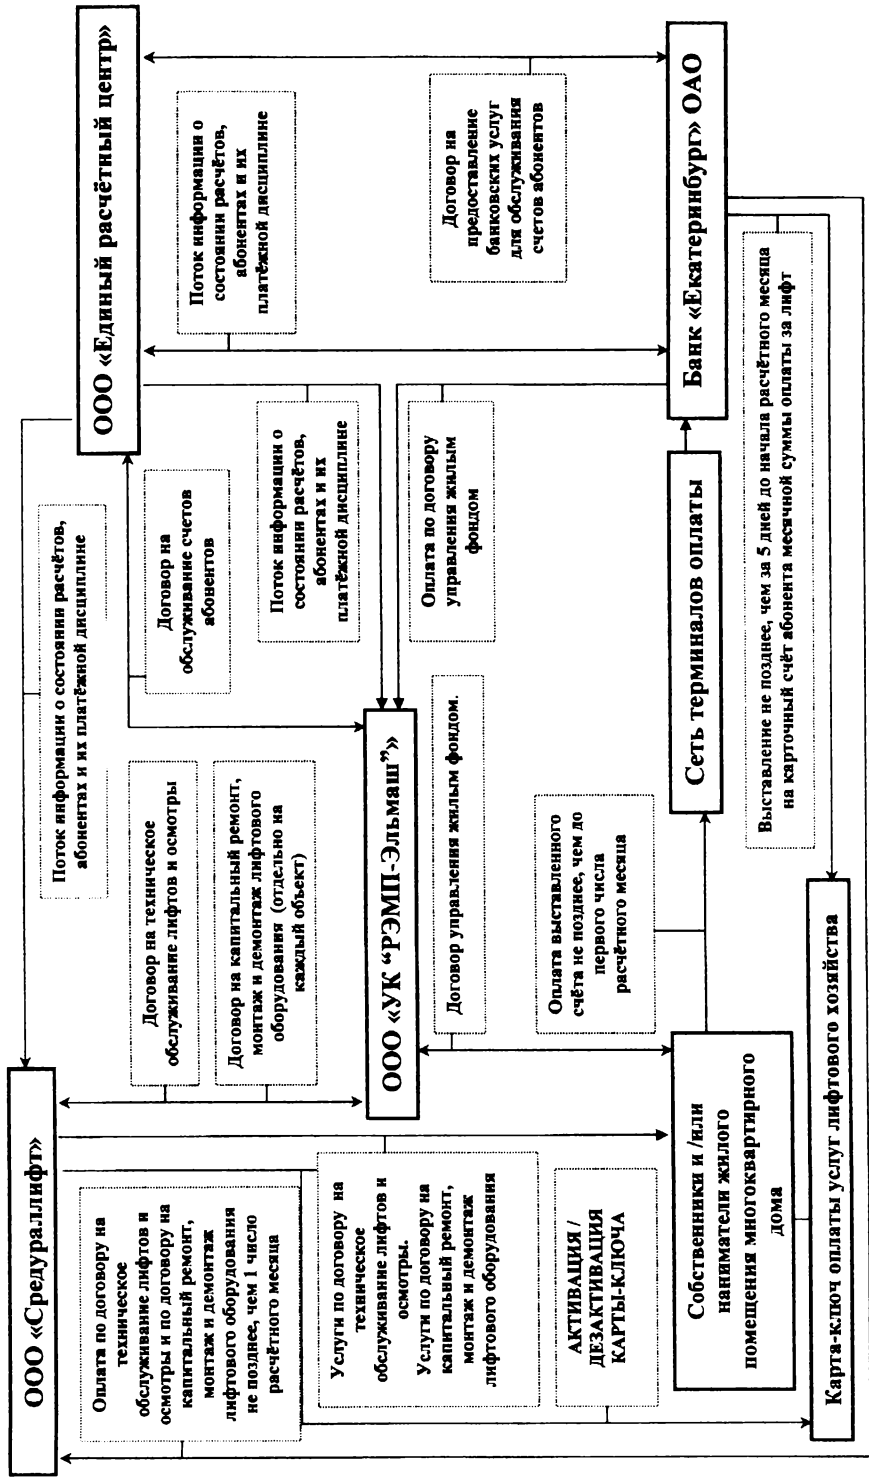 ООО «Средураллифт»
ООО «Единый расчётный центр»
Поток информации о состоянии расчётов,
абонентах и их платёжной дисциплине
Оплата по договору на
техническое
обслуживание лифтов и
осмотры и по договору на
капитальный ремонт,
монтаж и демонтаж
лифтового оборудования
не позднее, чем 1 число
расчётного месяца
Договор на техническое
обслуживание лифтов и осмотры
Договор на капитальный ремонт,
монтаж и демонтаж лифтового
оборудования (отдельно на
каждый объект)
Договор на
обслуживание счетов
абонентов
Поток информации о
состоянии расчётов,
абонентах и их
платёжной дисциплине
Поток информации о
состоянии расчётов,
абонентах и их
платёжной дисциплине
Услуги по договору на
техническое
обслуживание лифтов и
осмотры.
Услуги по договору на
капитальный ремонт,
монтаж и демонтаж
лифтового оборудования
ООО «УК “РЭМП-Эльмаш”»
Оплата по договору
управления жилым
фондом
Договор на
предоставление
банковских услуг
для обслуживания
счетов абонентов
Договор управления жилым фондом.
АКТИВАЦИЯ /
ДЕЗАКТИВАЦИЯ
КАРТЫ-КЛЮЧА
Оплата выставленного
счёта не позднее, чем до
первого числа
расчётного месяца
Собственники и /или
наниматели жилого
помещения многоквартирного
дома
Сеть терминалов оплаты
Банк «Екатеринбург» ОАО
Выставление не позднее, чем за 5 дней до начала расчётного месяца
на карточный счёт абонента месячной суммы оплаты за лифт
Карта-ключ оплаты услуг лифтового хозяйства